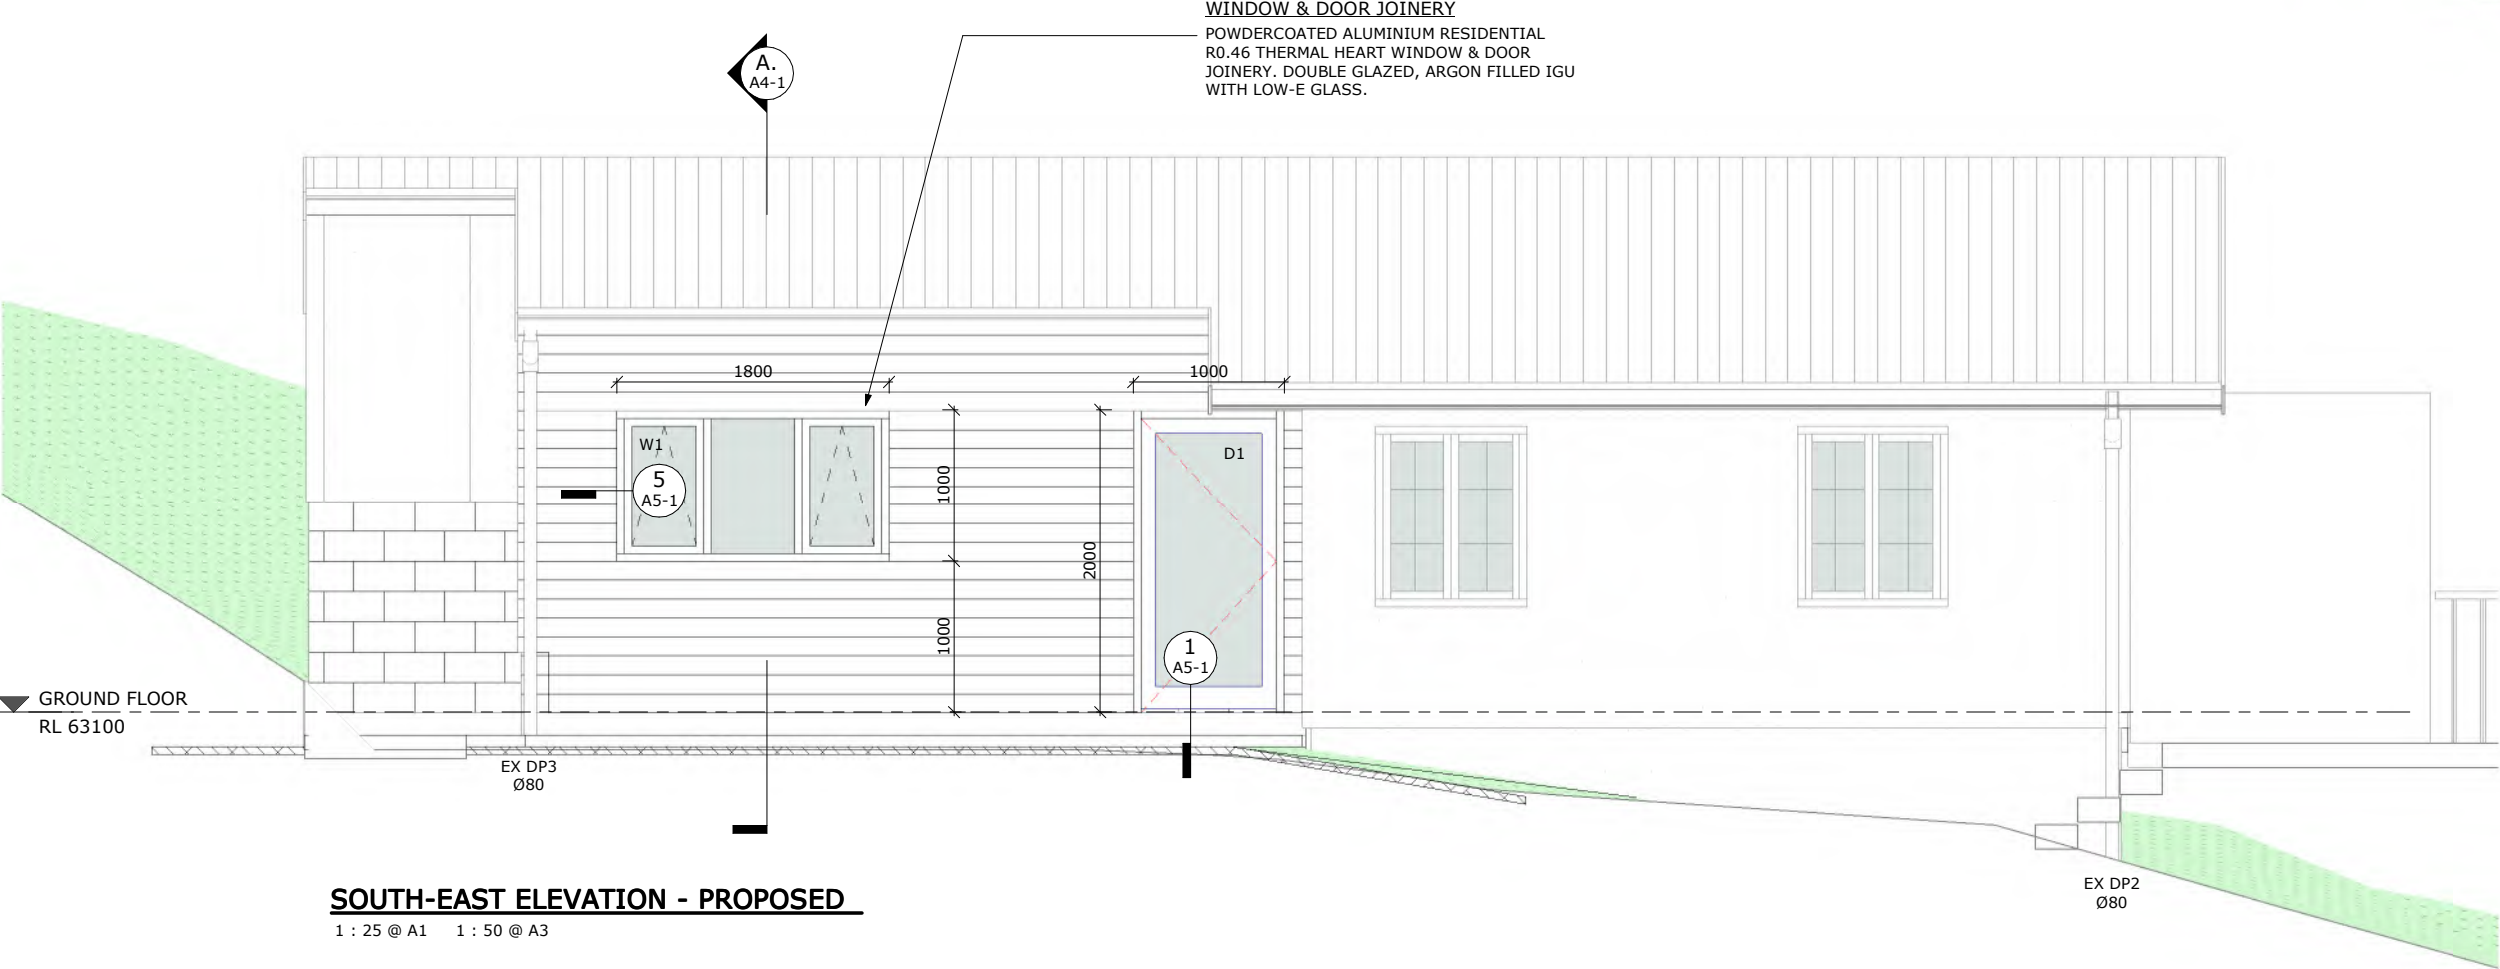 WINDOW & DOOR JOINERY
POWDERCOATED ALUMINIUM RESIDENTIAL
R0.46 THERMAL HEART WINDOW & DOOR
JOINERY. DOUBLE GLAZED, ARGON FILLED IGU
WITH LOW-E GLASS.
A.
A4-1
1800
1000
W1
5
A5-1
1000
2000
1000
D1
1
A5-1
GROUND FLOOR
RL 63100
EX DP3
Ø80
EX DP2
Ø80
SOUTH-EAST ELEVATION - PROPOSED
1 : 25 @ A1 1 : 50 @ A3